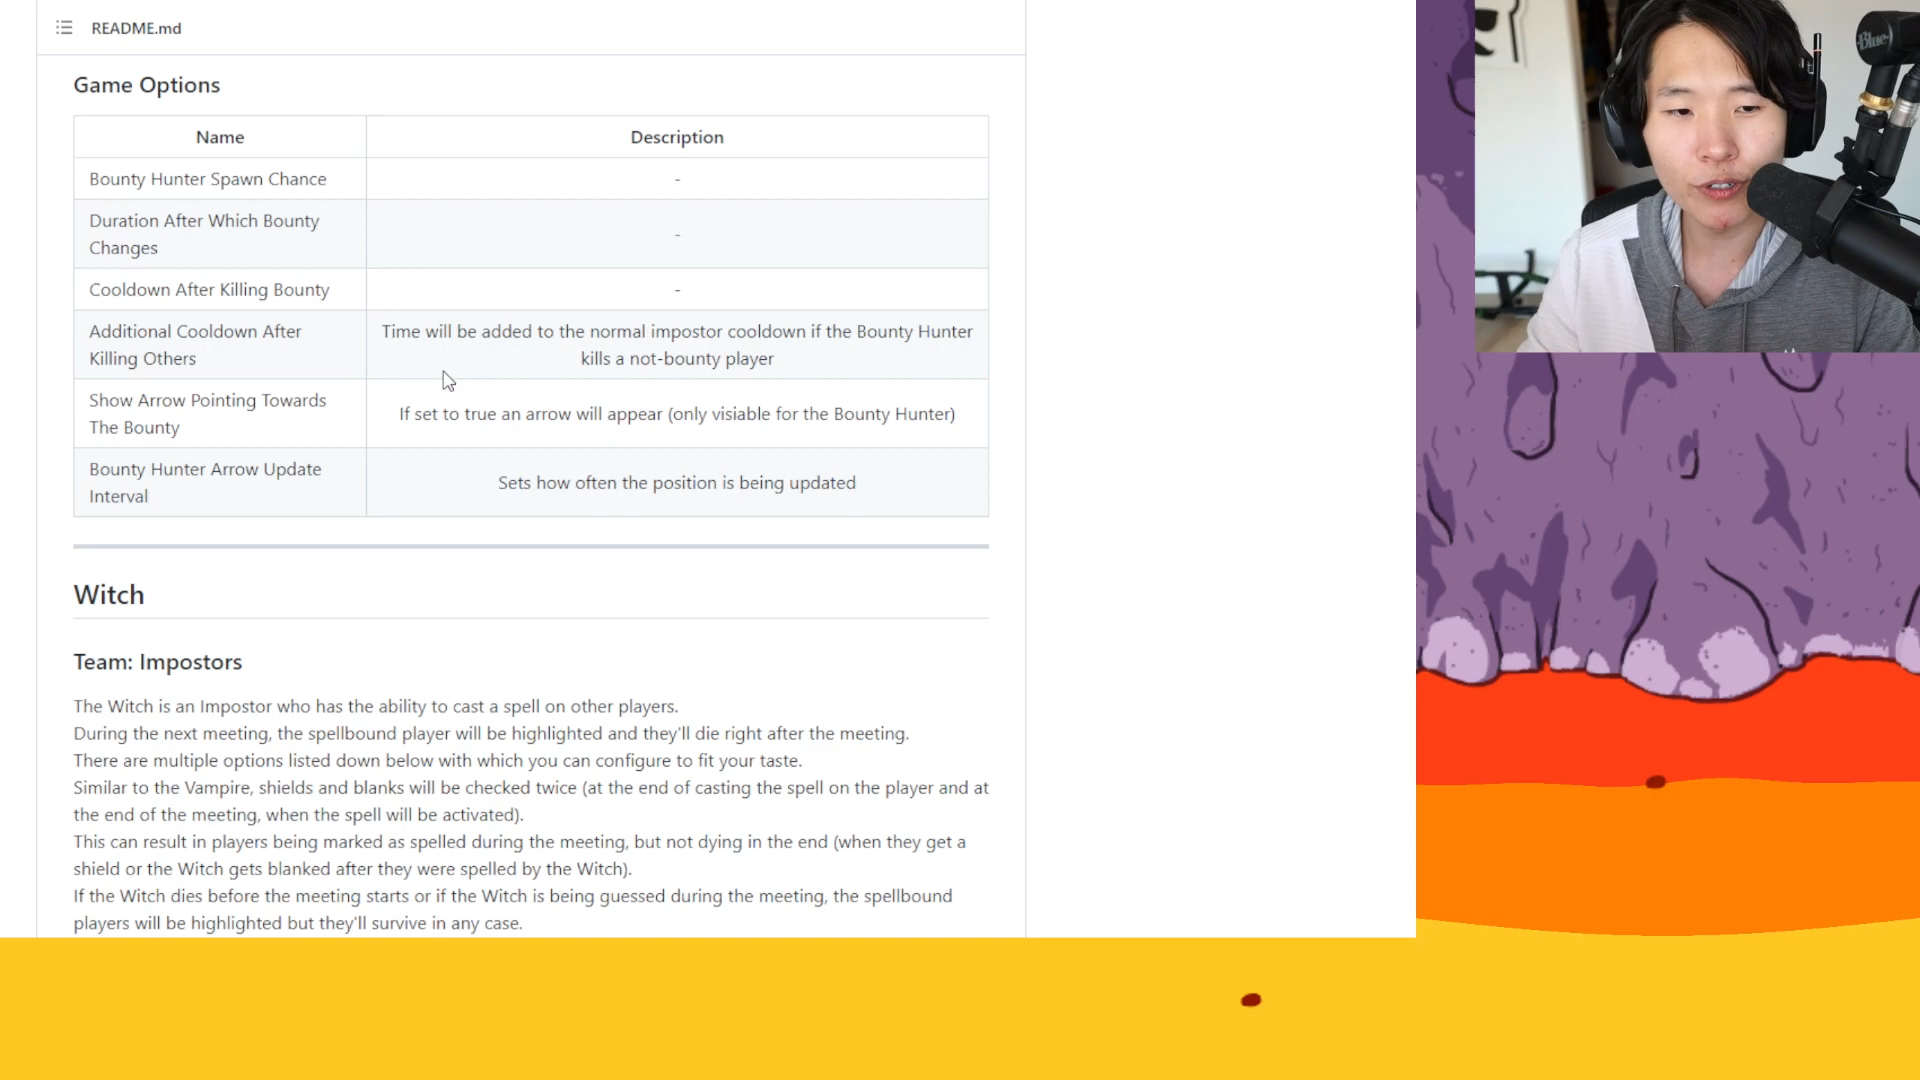 README.md
Game Options
Name
Description
Bounty Hunter Spawn Chance
-
Duration After Which Bounty
Changes
-
Cooldown After Killing Bounty
-
Additional Cooldown After
Killing Others
Time will be added to the normal impostor cooldown if the Bounty Hunter
kills a not-bounty player
Show Arrow Pointing Towards
The Bounty
If set to true an arrow will appear (only visiable for the Bounty Hunter)
Bounty Hunter Arrow Update
Interval
Sets how often the position is being updated
Witch
Team: Impostors
The Witch is an Impostor who has the ability to cast a spell on other players.
During the next meeting, the spellbound player will be highlighted and they'll die right after the meeting.
There are multiple options listed down below with which you can configure to fit your taste.
Similar to the Vampire, shields and blanks will be checked twice (at the end of casting the spell on the player and at
the end of the meeting, when the spell will be activated).
This can result in players being marked as spelled during the meeting, but not dying in the end (when they get a
shield or the Witch gets blanked after they were spelled by the Witch).
If the Witch dies before the meeting starts or if the Witch is being guessed during the meeting, the spellbound
players will be highlighted but they'll survive in any case.
Blue